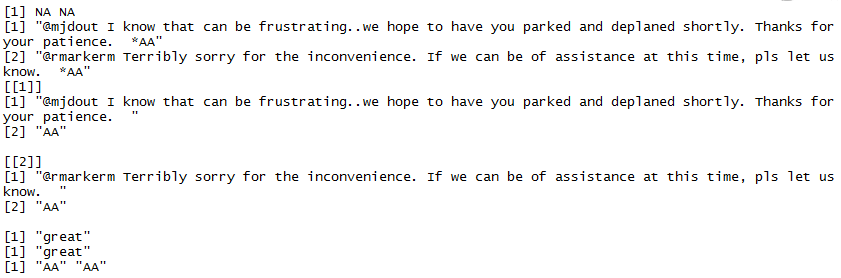 [1] NA NA
[1] "@mjdout I know that can be frustrating..we hope to have you parked and deplaned shortly. Thanks for
your patience.  *AA"
[2] "@rmarkerm Terribly sorry for the inconvenience. If we can be of assistance at this time, pls let us
know.  *AA"
[[1]]
[1] "@mjdout I know that can be frustrating..we hope to have you parked and deplaned shortly. Thanks for
your patience.  "
[2] "AA"
[[2]]
[1] "@rmarkerm Terribly sorry for the inconvenience. If we can be of assistance at this time, pls let us
know.  "
[2] "AA"
[1] "great"
[1] "great"
[1] "AA" "AA"